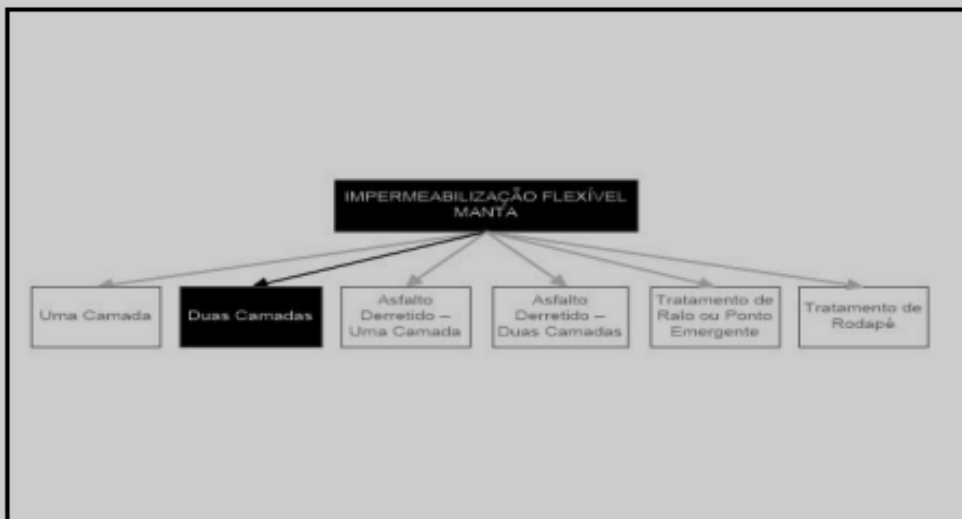 IMPERMEABILIZAÇÃO FLEXÍVEL
MANTA
Uma Camada
Duas Camadas
Asfalto
Derretido –
Uma Camada
Asfalto
Derretido –
Duas Camadas
Tratamento de
Ralo ou Ponto
Emergente
Tratamento de
Rodapé